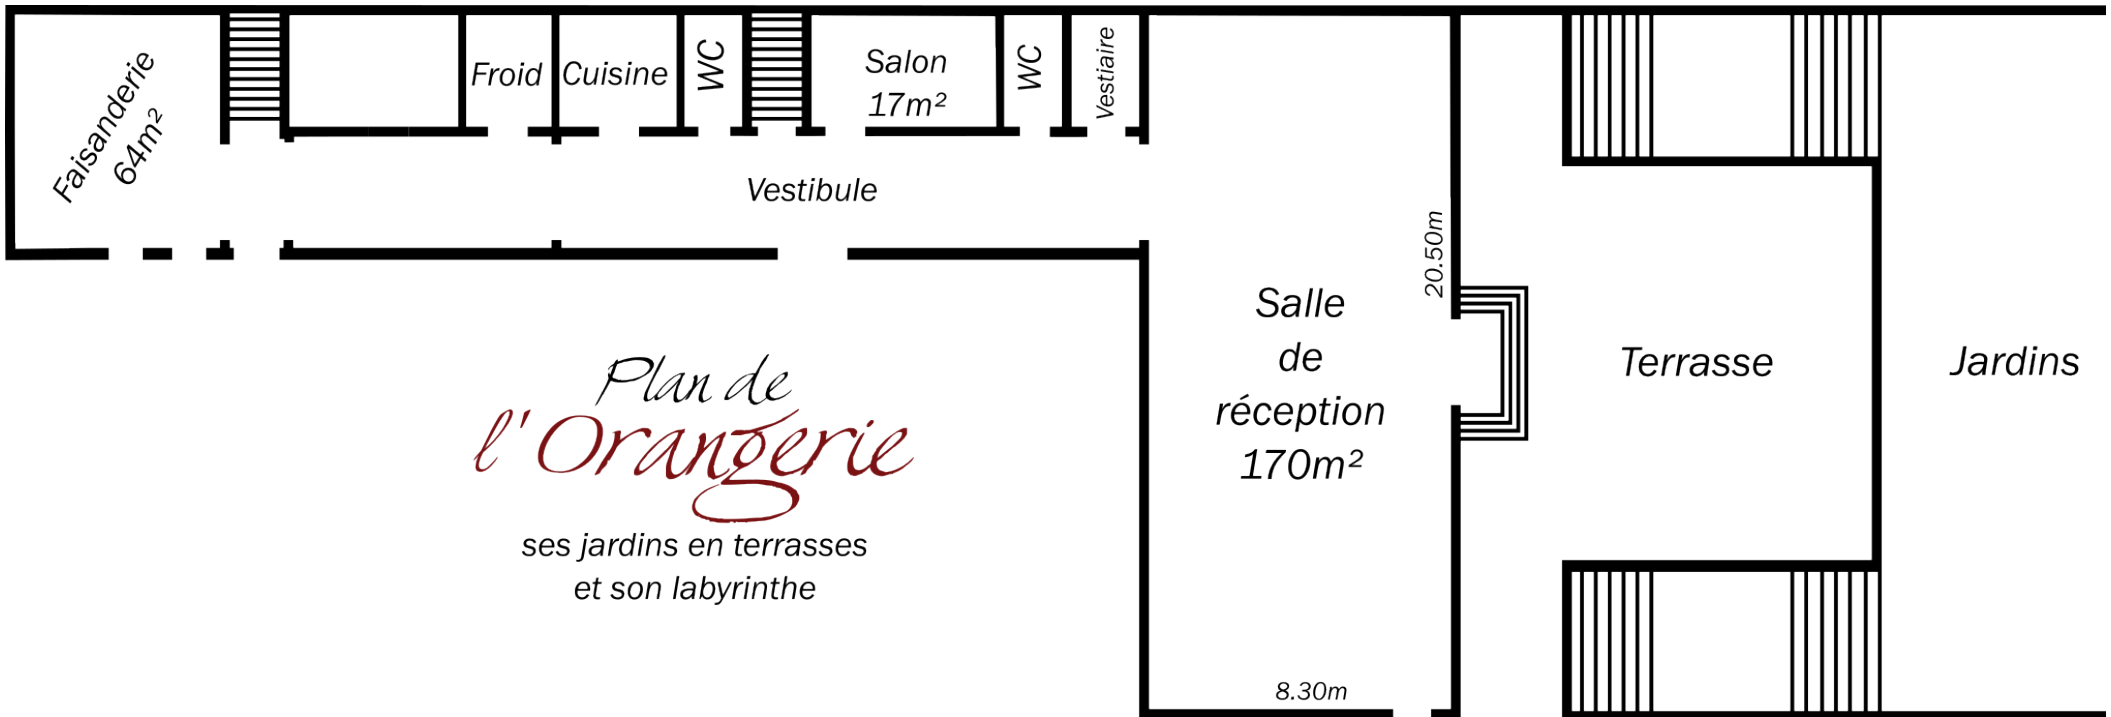 Faisanderie
64m²
Froid
Cuisine
WC
Salon
17m²
WC
Vestiaire
Vestibule
20.50m
Salle
de
réception
170m²
8.30m
Terrasse
Jardins
Plan de
l'Orangerie
ses jardins en terrasses
et son labyrinthe